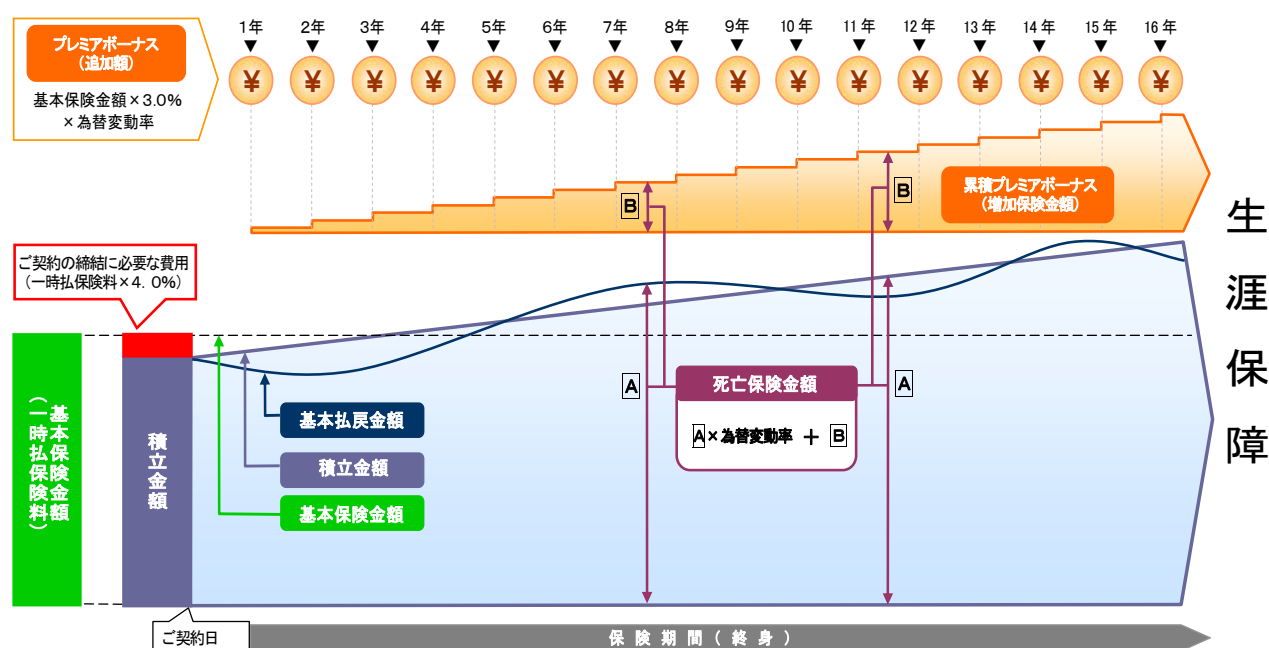 プレミアボーナス
(追加額)
基本保険金額×3.0%
×為替変動率
1年 2年 3年 4年 5年 6年 7年 8年 9年 10年 11年 12年 13年 14年 15年 16年
¥ ¥ ¥ ¥ ¥ ¥ ¥ ¥ ¥ ¥ ¥ ¥ ¥ ¥ ¥ ¥
累積プレミアボーナス
(増加保険金額)
B
B
ご契約の締結に必要な費用
(一時払保険料×4.0%)
基本保険金額
(一時払保険料)
積立金額
基本払戻金額
積立金額
基本保険金額
A
A
死亡保険金額
A×為替変動率 + B
生涯保障
ご契約日
保険期間(終身)